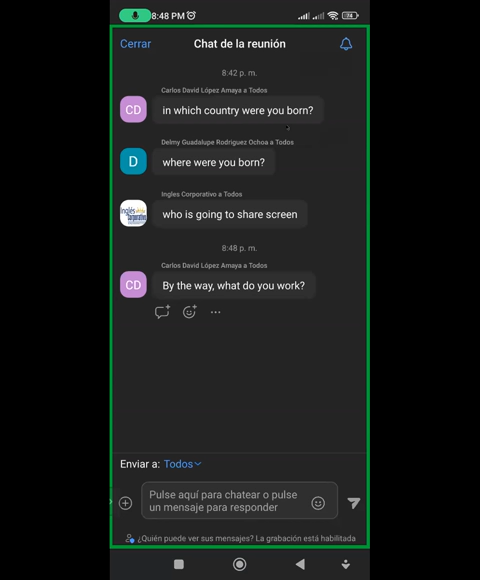 8:48 PM
Cerrar
Chat de la reunión
8:42 p. m.
Carlos David López Amaya a Todos
CD
in which country were you born?
Delmy Guadalupe Rodriguez Ochoa a Todos
D
where were you born?
Ingles Corporativo a Todos
who is going to share screen
8:48 p. m.
Carlos David López Amaya a Todos
CD
By the way, what do you work?
Enviar a: Todos
Pulse aquí para chatear o pulse
un mensaje para responder
¿Quién puede ver sus mensajes? La grabación está habilitada